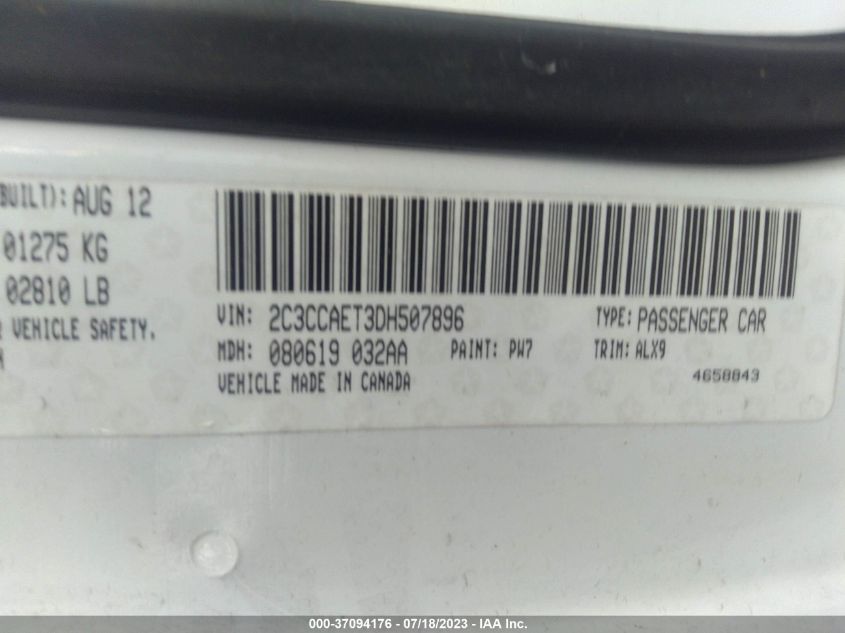 BUILT): AUG 12
01275 KG
02810 LB
VEHICLE SAFETY.
VIN: 2C3CCAET3DH507896 TYPE: PASSENGER CAR
MDH: 080619 032AA PAINT: PW7 TRIM: ALX9
VEHICLE MADE IN CANADA 4658843
000-37094176 - 07/18/2023 - IAA Inc.